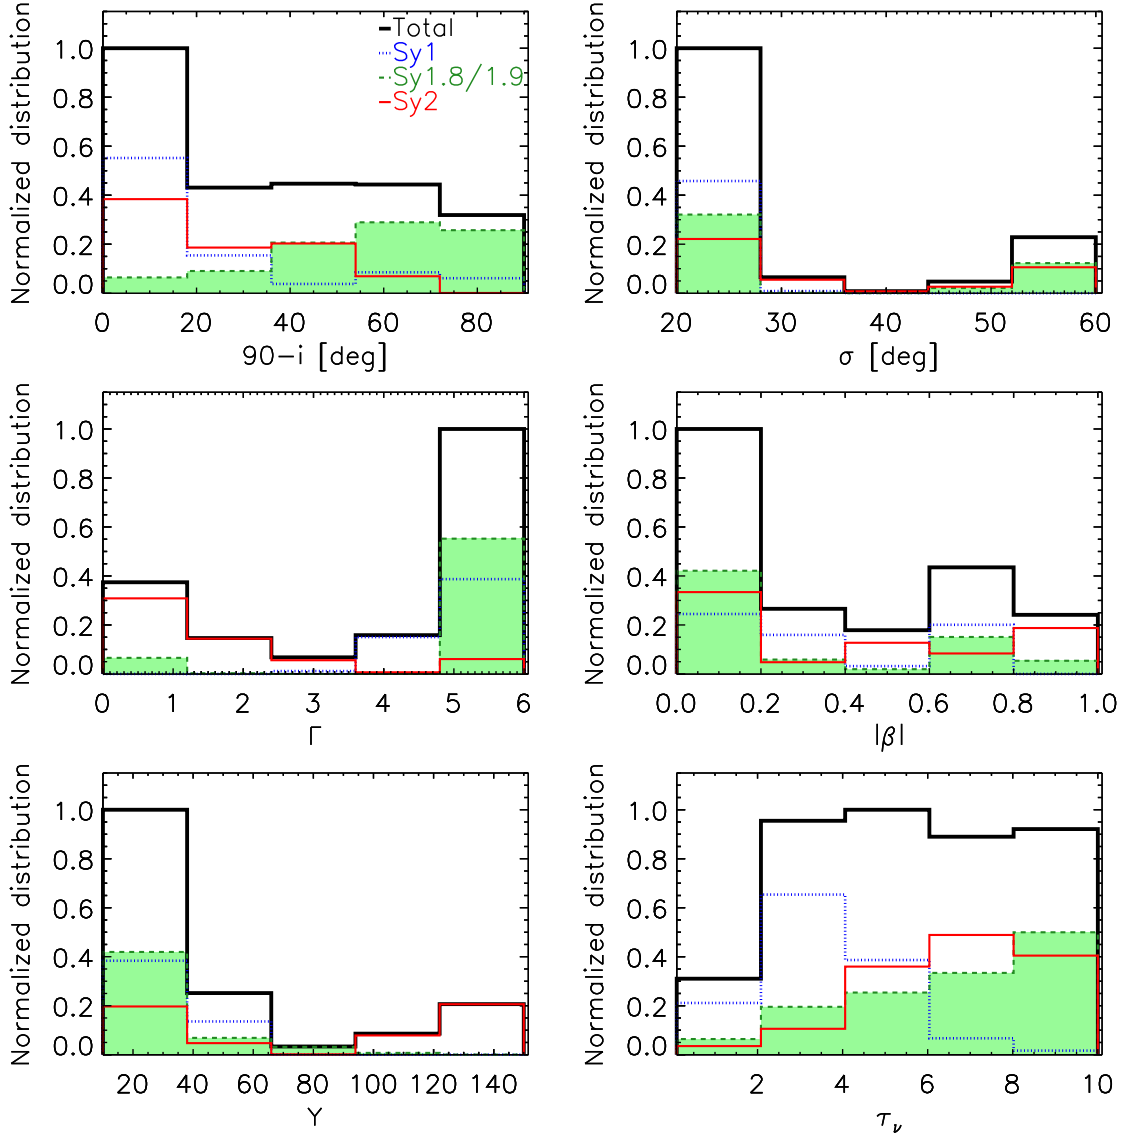 Normalized distribution
1.0
0.8
0.6
0.4
0.2
0.0
Total
Sy1
Sy1.8/1.9
Sy2
0 20 40 60 80
90−i [deg]
Normalized distribution
1.0
0.8
0.6
0.4
0.2
0.0
20 30 40 50 60
σ [deg]
Normalized distribution
1.0
0.8
0.6
0.4
0.2
0.0
0 1 2 3 4 5 6
Γ
Normalized distribution
1.0
0.8
0.6
0.4
0.2
0.0
0.0 0.2 0.4 0.6 0.8 1.0
|β|
Normalized distribution
1.0
0.8
0.6
0.4
0.2
0.0
20 40 60 80 100 120 140
Y
Normalized distribution
1.0
0.8
0.6
0.4
0.2
0.0
2 4 6 8 10
τν